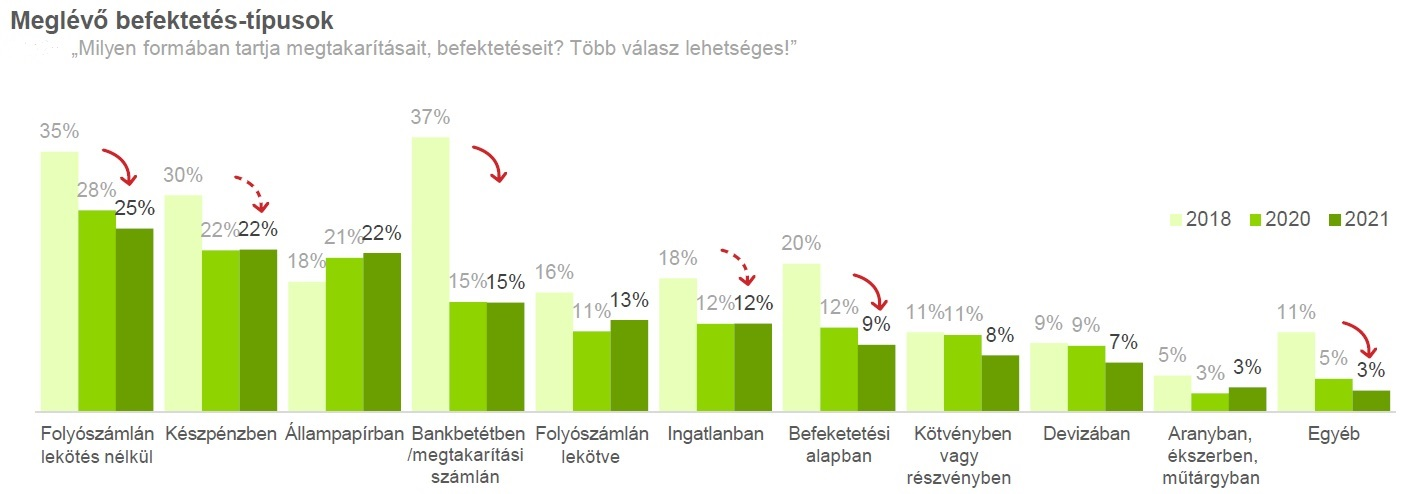 Meglévő befektetés-típusok
„Milyen formában tartja megtakarításait, befektetéseit? Több válasz lehetséges!”
35% 28% 25%
30% 22% 22%
18% 21% 22%
37% 15% 15%
16% 11% 13%
18% 12% 12%
20% 12% 9%
11% 11% 8%
9% 9% 7%
5% 3% 3%
11% 5% 3%
2018 2020 2021
Folyószámlán
lekötés nélkül
Készpénzben
Állampapírban
Bankbetétben
/megtakarítási
számlán
Folyószámlán
lekötve
Ingatlanban
Befeketetési
alapban
Kötvényben
vagy
részvényben
Devizában
Aranyban,
ékszerben,
műtárgyban
Egyéb